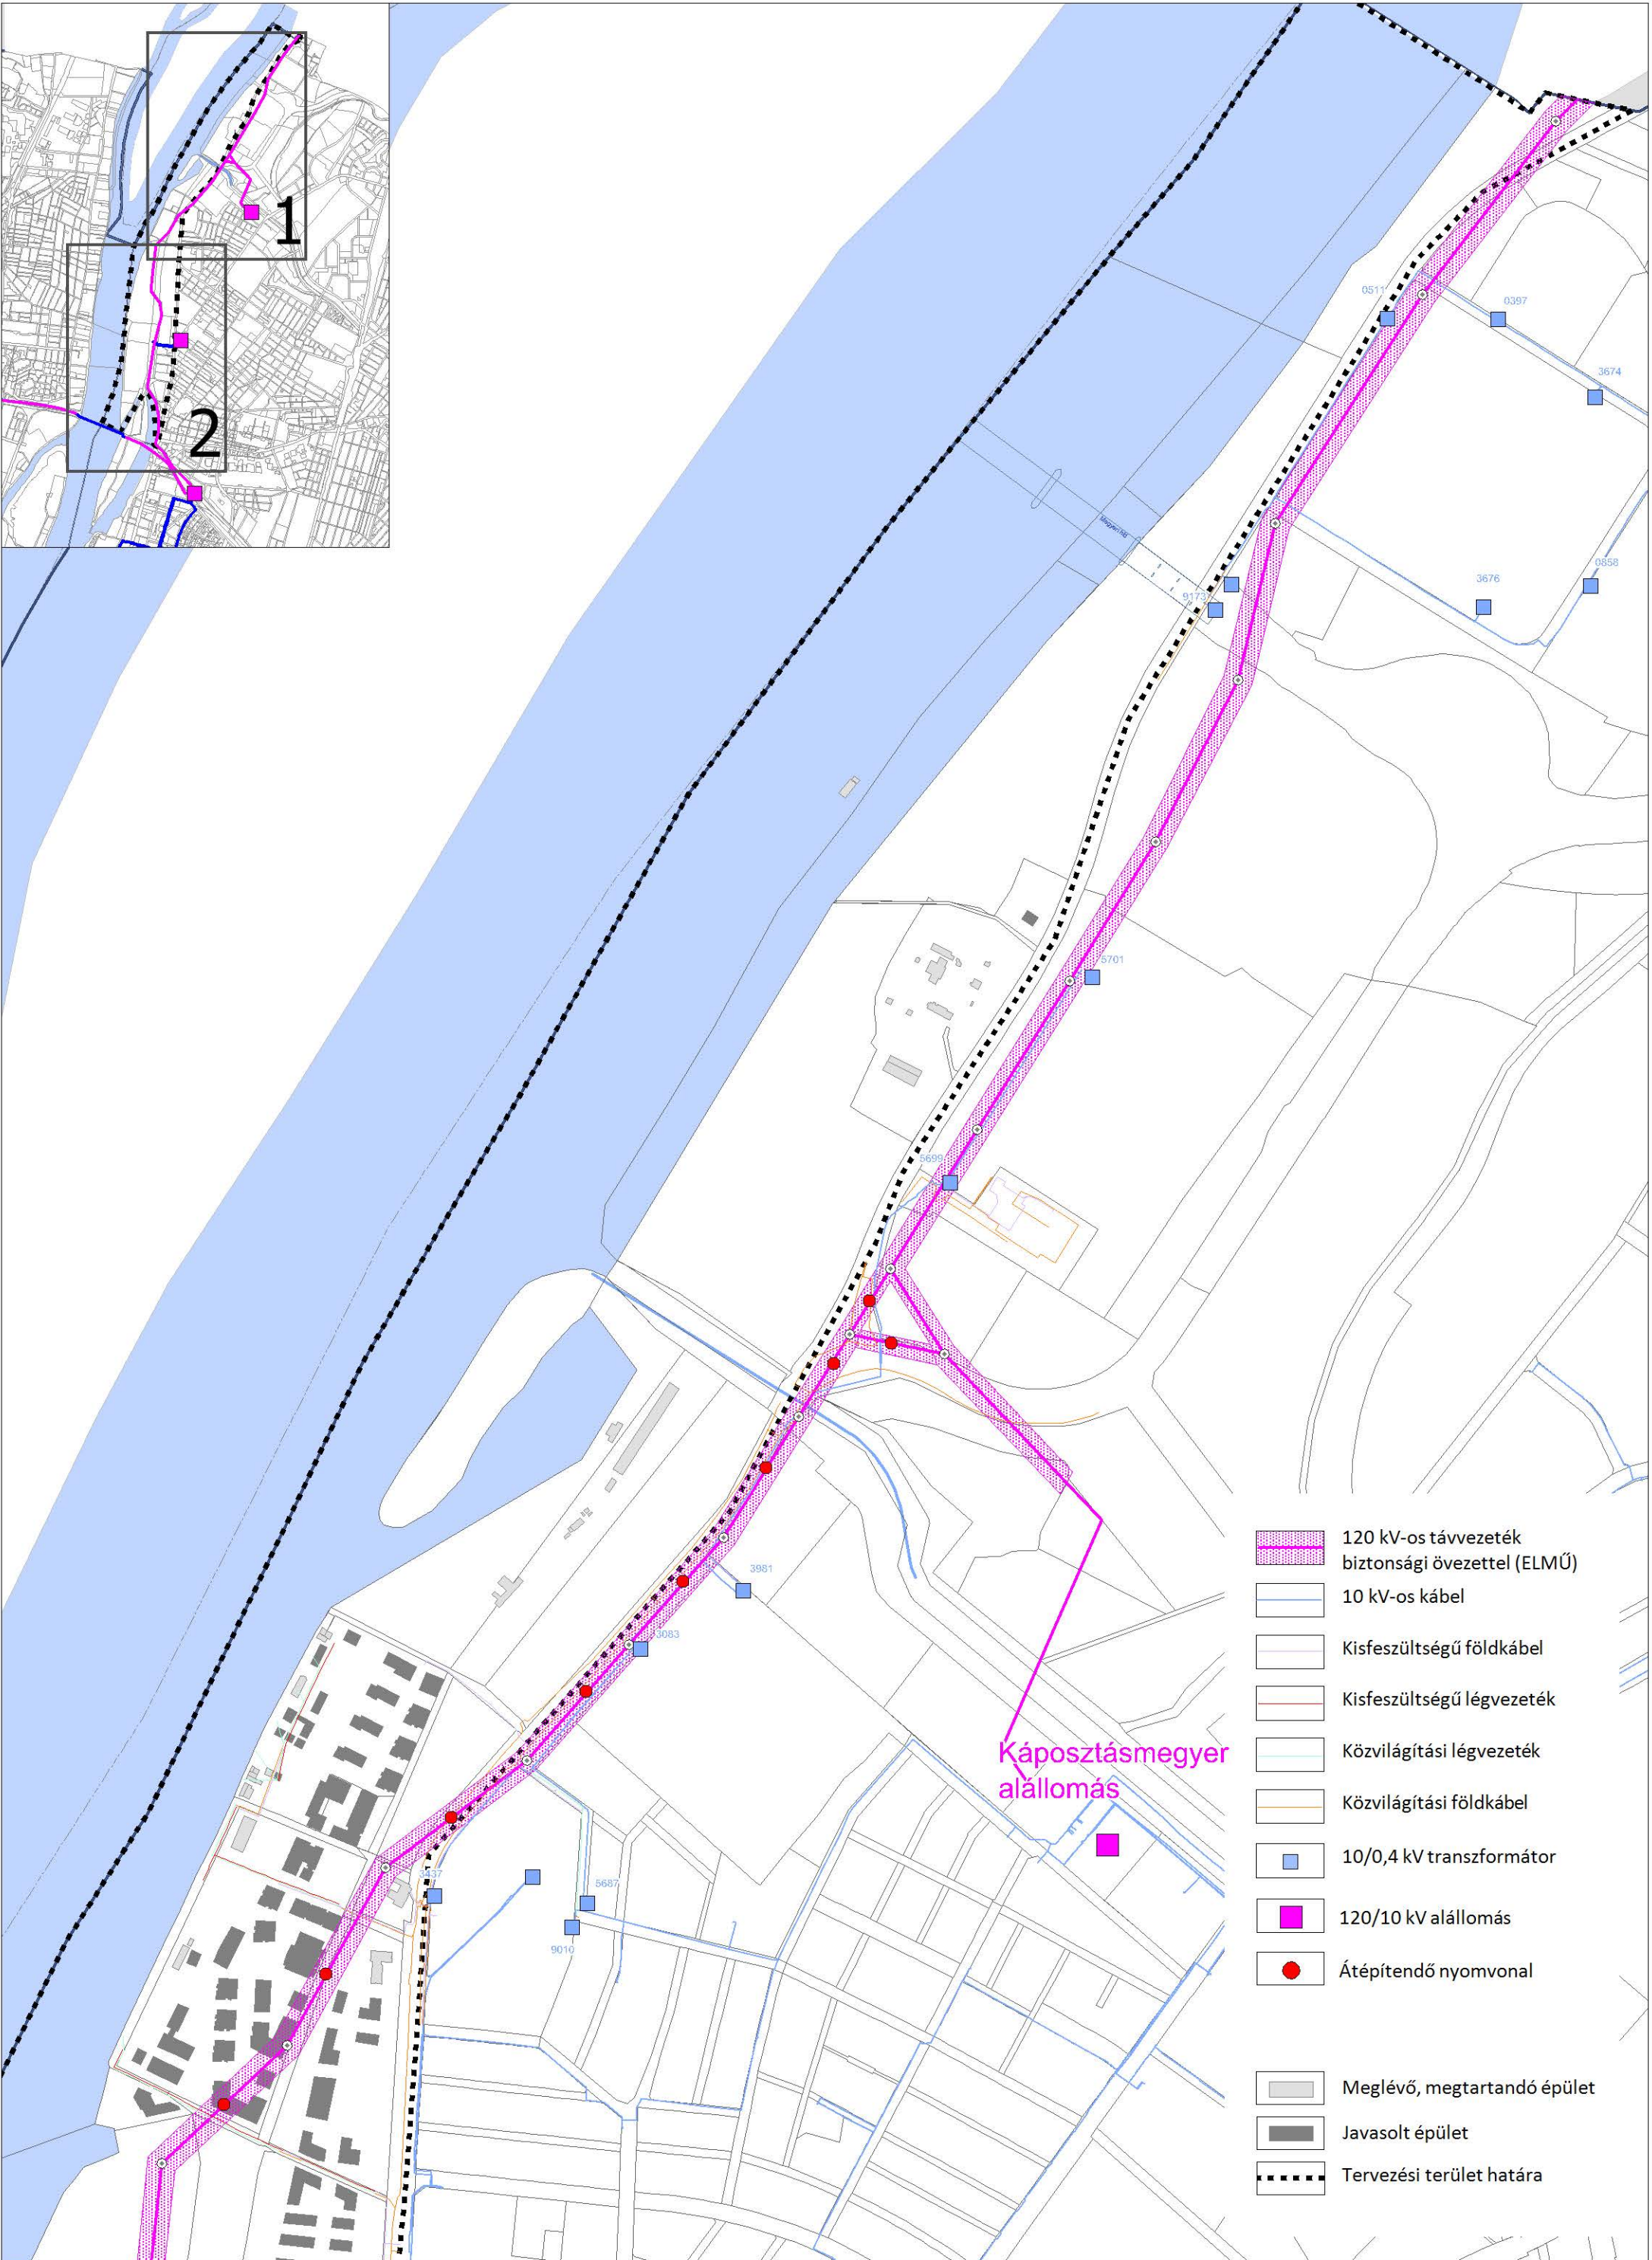 1
2
0511
0397
3674
3676
0858
9173
5701
5699
3981
3083
Káposztásmegyer
alállomás
3437
5687
9010
120 kV-os távvezeték
biztonsági övezettel (ELMŰ)
10 kV-os kábel
Kisfeszültségű földkábel
Kisfeszültségű légvezeték
Közvilágítási légvezeték
Közvilágítási földkábel
10/0,4 kV transzformátor
120/10 kV alállomás
Átépítendő nyomvonal
Meglévő, megtartandó épület
Javasolt épület
Tervezési terület határa